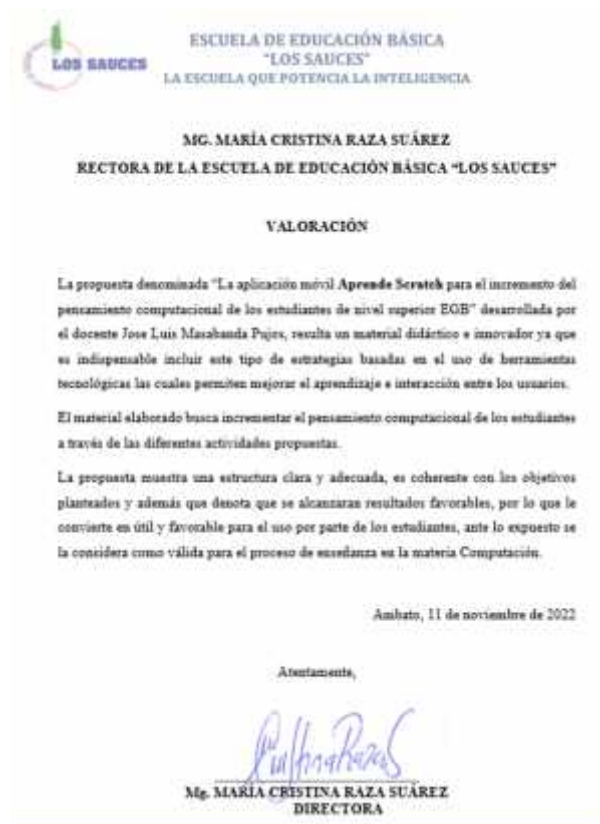 LOS SAUCES
ESCUELA DE EDUCACIÓN BÁSICA
"LOS SAUCES"
LA ESCUELA QUE POTENCIA LA INTELIGENCIA
MG. MARÍA CRISTINA RAZA SUÁREZ
RECTORA DE LA ESCUELA DE EDUCACIÓN BÁSICA "LOS SAUCES"
VALORACIÓN
La propuesta denominada "La aplicación móvil Aprende Scratch para el incremento del
pensamiento computacional de los estudiantes de nivel superior EGB" desarrollada por
el docente Jose Luis Masabanda Pujos, resulta un material didáctico e innovador ya que
es indispensable incluir este tipo de estrategias basadas en el uso de herramientas
tecnológicas las cuales permiten mejorar el aprendizaje e interacción entre los usuarios.
El material elaborado busca incrementar el pensamiento computacional de los estudiantes
a través de las diferentes actividades propuestas.
La propuesta muestra una estructura clara y adecuada, es coherente con los objetivos
planteados y además que denota que se alcanzaran resultados favorables, por lo que le
convierte en útil y favorable para el uso por parte de los estudiantes, ante lo expuesto se
la considera como válida para el proceso de enseñanza en la materia Computación.
Ambato, 11 de noviembre de 2022
Atentamente,
Cristina Raza S
Mg. MARÍA CRISTINA RAZA SUÁREZ
DIRECTORA